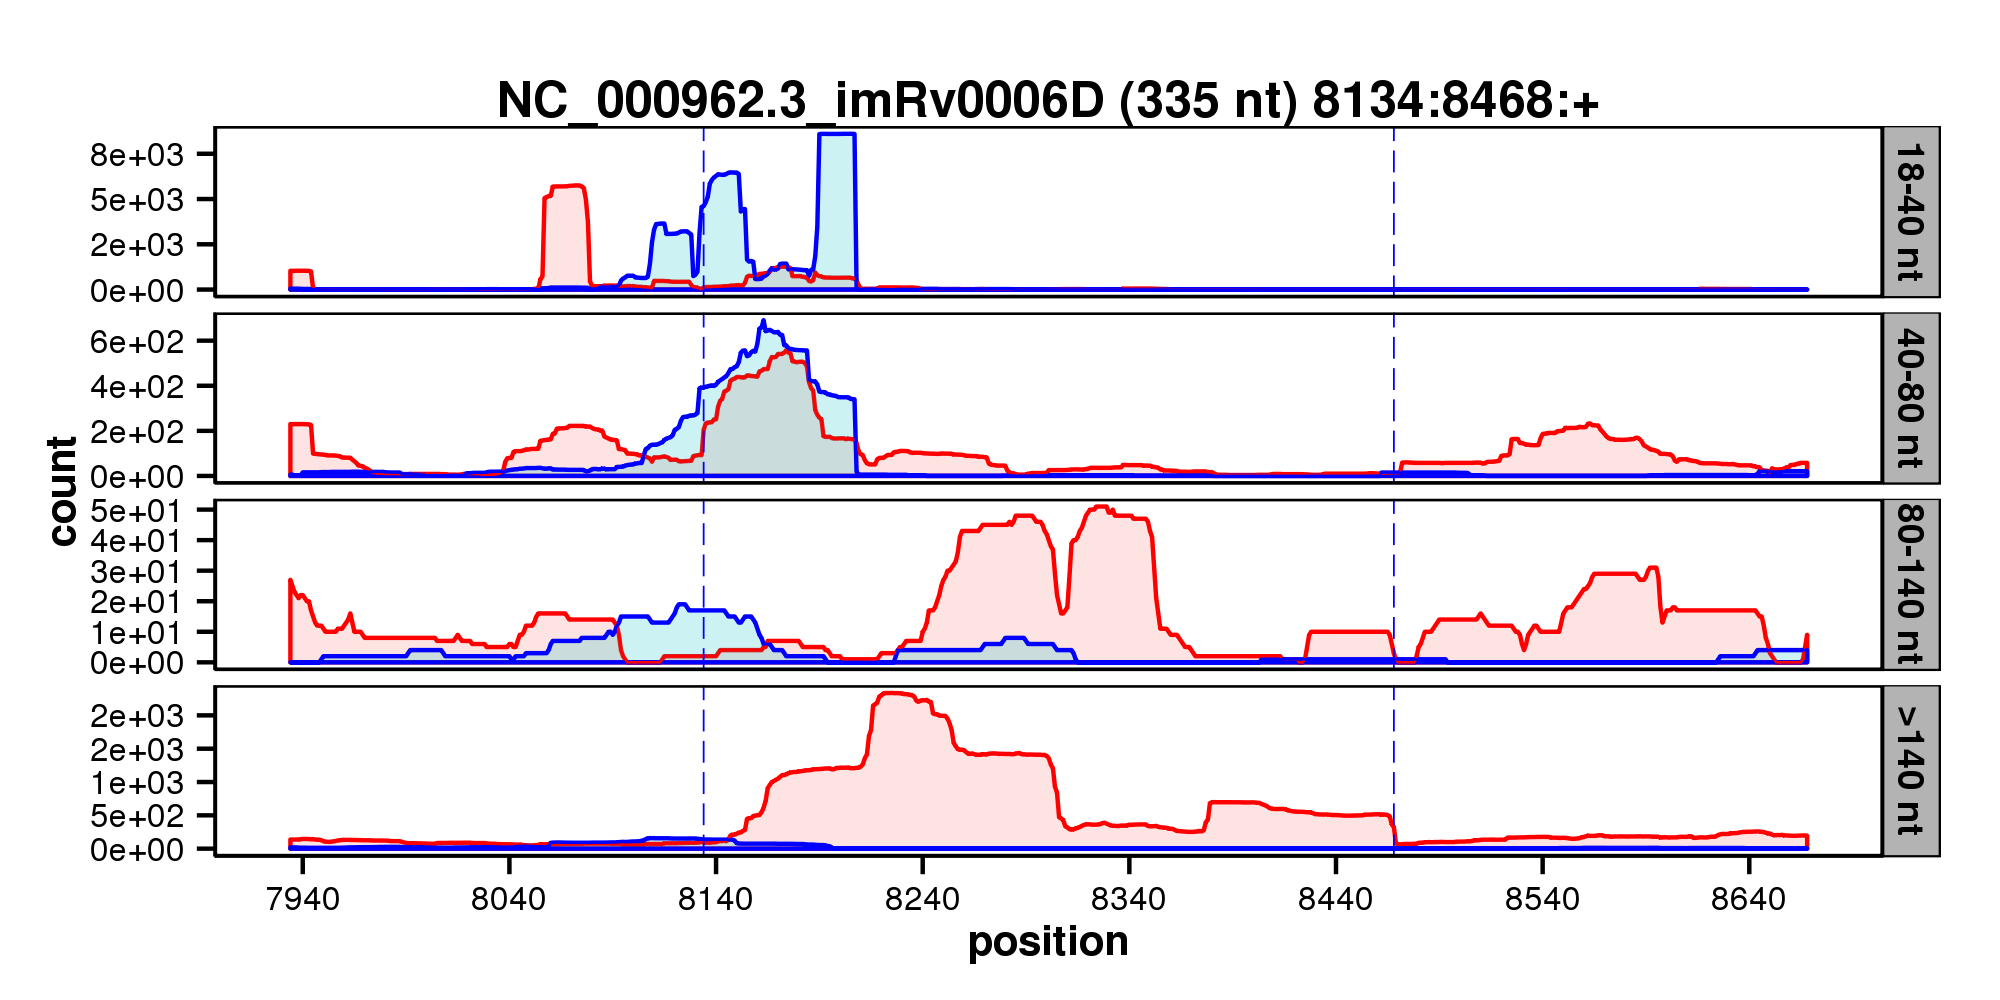 NC_000962.3_imRv0006D (335 nt) 8134:8468:+
8e+03
5e+03
2e+03
0e+00
18-40 nt
6e+02
4e+02
2e+02
0e+00
40-80 nt
count
5e+01
4e+01
3e+01
2e+01
1e+01
0e+00
80-140 nt
2e+03
2e+03
1e+03
5e+02
0e+00
>140 nt
7940 8040 8140 8240 8340 8440 8540 8640
position